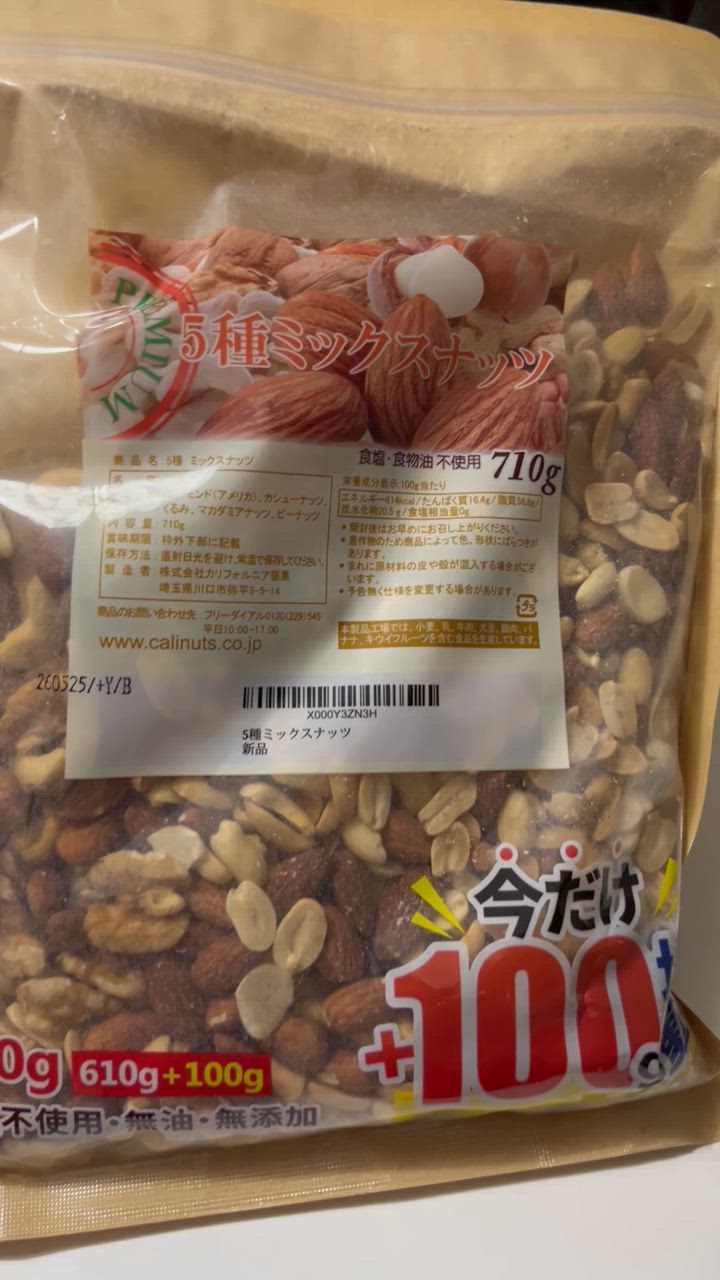 PREMIUM
5種ミックスナッツ
食塩・食物油 不使用 710g
商品名:5種 ミックスナッツ
モンド(アメリカ)、カシューナッツ、
くるみ、マカダミアナッツ、ピーナッツ
内容量:710g
賞味期限:枠外下部に記載
保存方法:直射日光を避け、常温で保存してください。
製造者:株式会社カリフォルニア堅果
埼玉県川口市弥平3-5-14
商品のお問い合わせ先:フリーダイアル0120(229)545
平日10:00-17:00
www.calinuts.co.jp
栄養成分表示:100g当たり
エネルギー614kcal/たんぱく質16.4g/脂質56.8g/
炭水化物20.5g/食塩相当量0g
• 開封後はお早めにお召し上がりください。
• 農作物のため商品によって色、形状にばらつきが
あります。
• まれに原材料の皮や殻が混入する場合がござ
います。
• 予告無く仕様を変更する場合があります。
プラ
本製品工場では、小麦、乳、牛肉、大豆、鶏肉、バ
ナナ、キウイフルーツを含む食品を生産しています。
260525/+Y/B
X000Y3ZN3H
5種ミックスナッツ
新品
今だけ
+100g
0g 610g+100g
不使用・無油・無添加